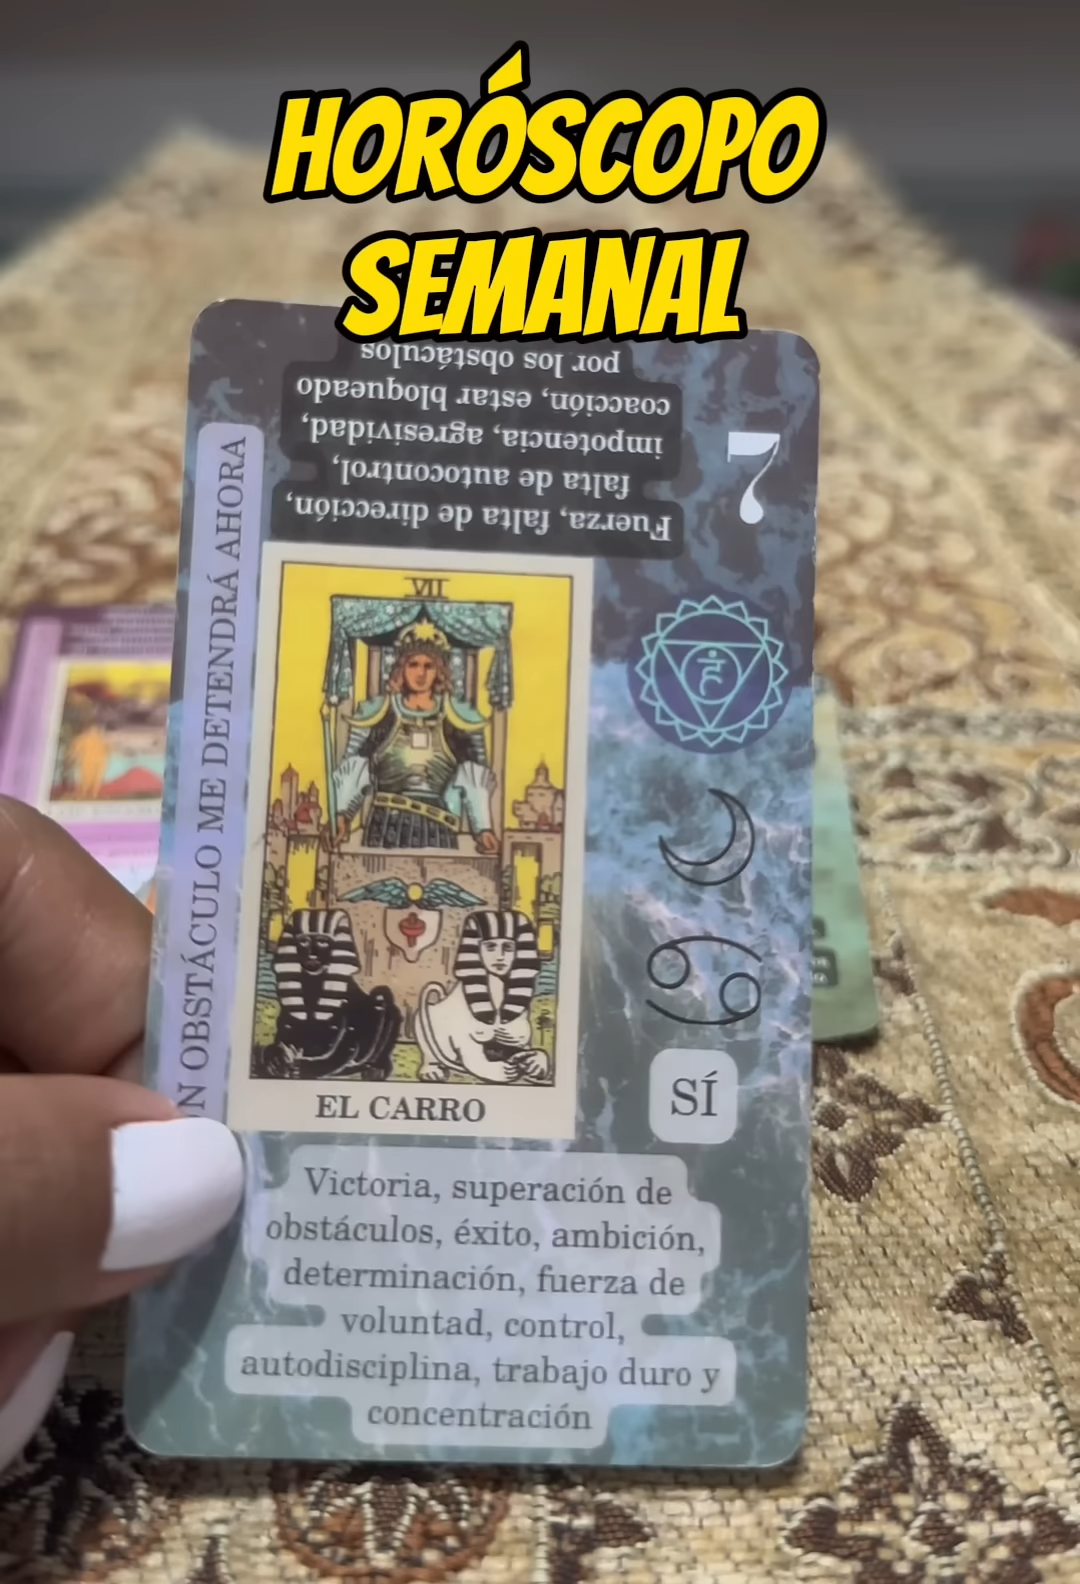 HORÓSCOPO
SEMANAL
Fuerza, falta de dirección,
falta de autocontrol,
impotencia, agresividad,
coacción, estar bloqueado
por los obstáculos
7
OBSTÁCULO ME DETENDRÁ AHORA
VII
EL CARRO
SÍ
Victoria, superación de
obstáculos, éxito, ambición,
determinación, fuerza de
voluntad, control,
autodisciplina, trabajo duro y
concentración